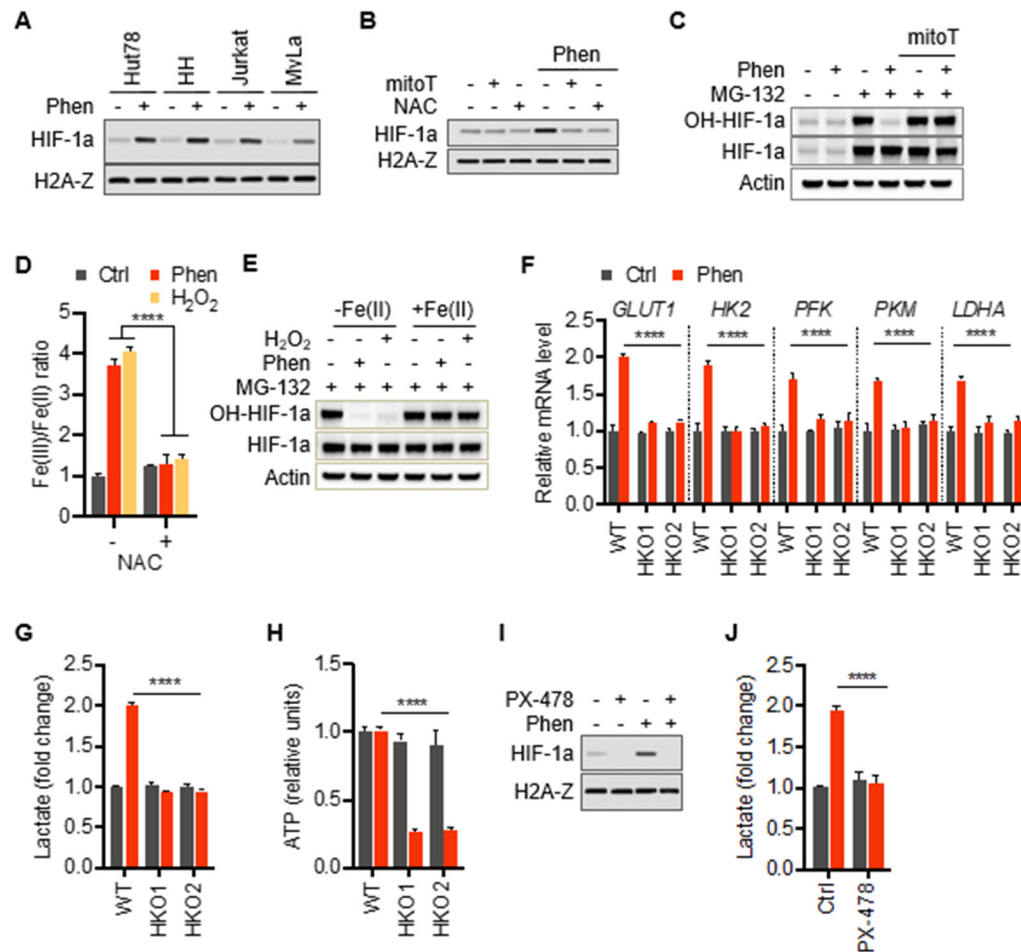 A
Hut78
HH
Jurkat
MyLa
Phen - + - + - + - +
HIF-1a
H2A-Z
B
Phen
mitoT - + - - + -
NAC - - + - - +
HIF-1a
H2A-Z
C
mitoT
Phen - + - + - +
MG-132 - - + + + +
OH-HIF-1a
HIF-1a
Actin
D
Ctrl Phen
H₂O₂
Fe(III)/Fe(II) ratio
5
4
3
2
1
0
****
- +
NAC
E
-Fe(II) +Fe(II)
H₂O₂ - - + - - +
Phen - + - - + -
MG-132 + + + + + +
OH-HIF-1a
HIF-1a
Actin
F
Ctrl Phen
GLUT1 HK2 PFK PKM LDHA
**** **** **** **** ****
Relative mRNA level
2.5
2.0
1.5
1.0
0.5
0.0
WT HKO1 HKO2 WT HKO1 HKO2 WT HKO1 HKO2 WT HKO1 HKO2 WT HKO1 HKO2
G
Lactate (fold change)
2.5
2.0
1.5
1.0
0.5
0.0
****
WT HKO1 HKO2
H
ATP (relative units)
1.5
1.0
0.5
0.0
****
WT HKO1 HKO2
I
PX-478 - + - +
Phen - - + +
HIF-1a
H2A-Z
J
Lactate (fold change)
2.5
2.0
1.5
1.0
0.5
0.0
****
Ctrl PX-478